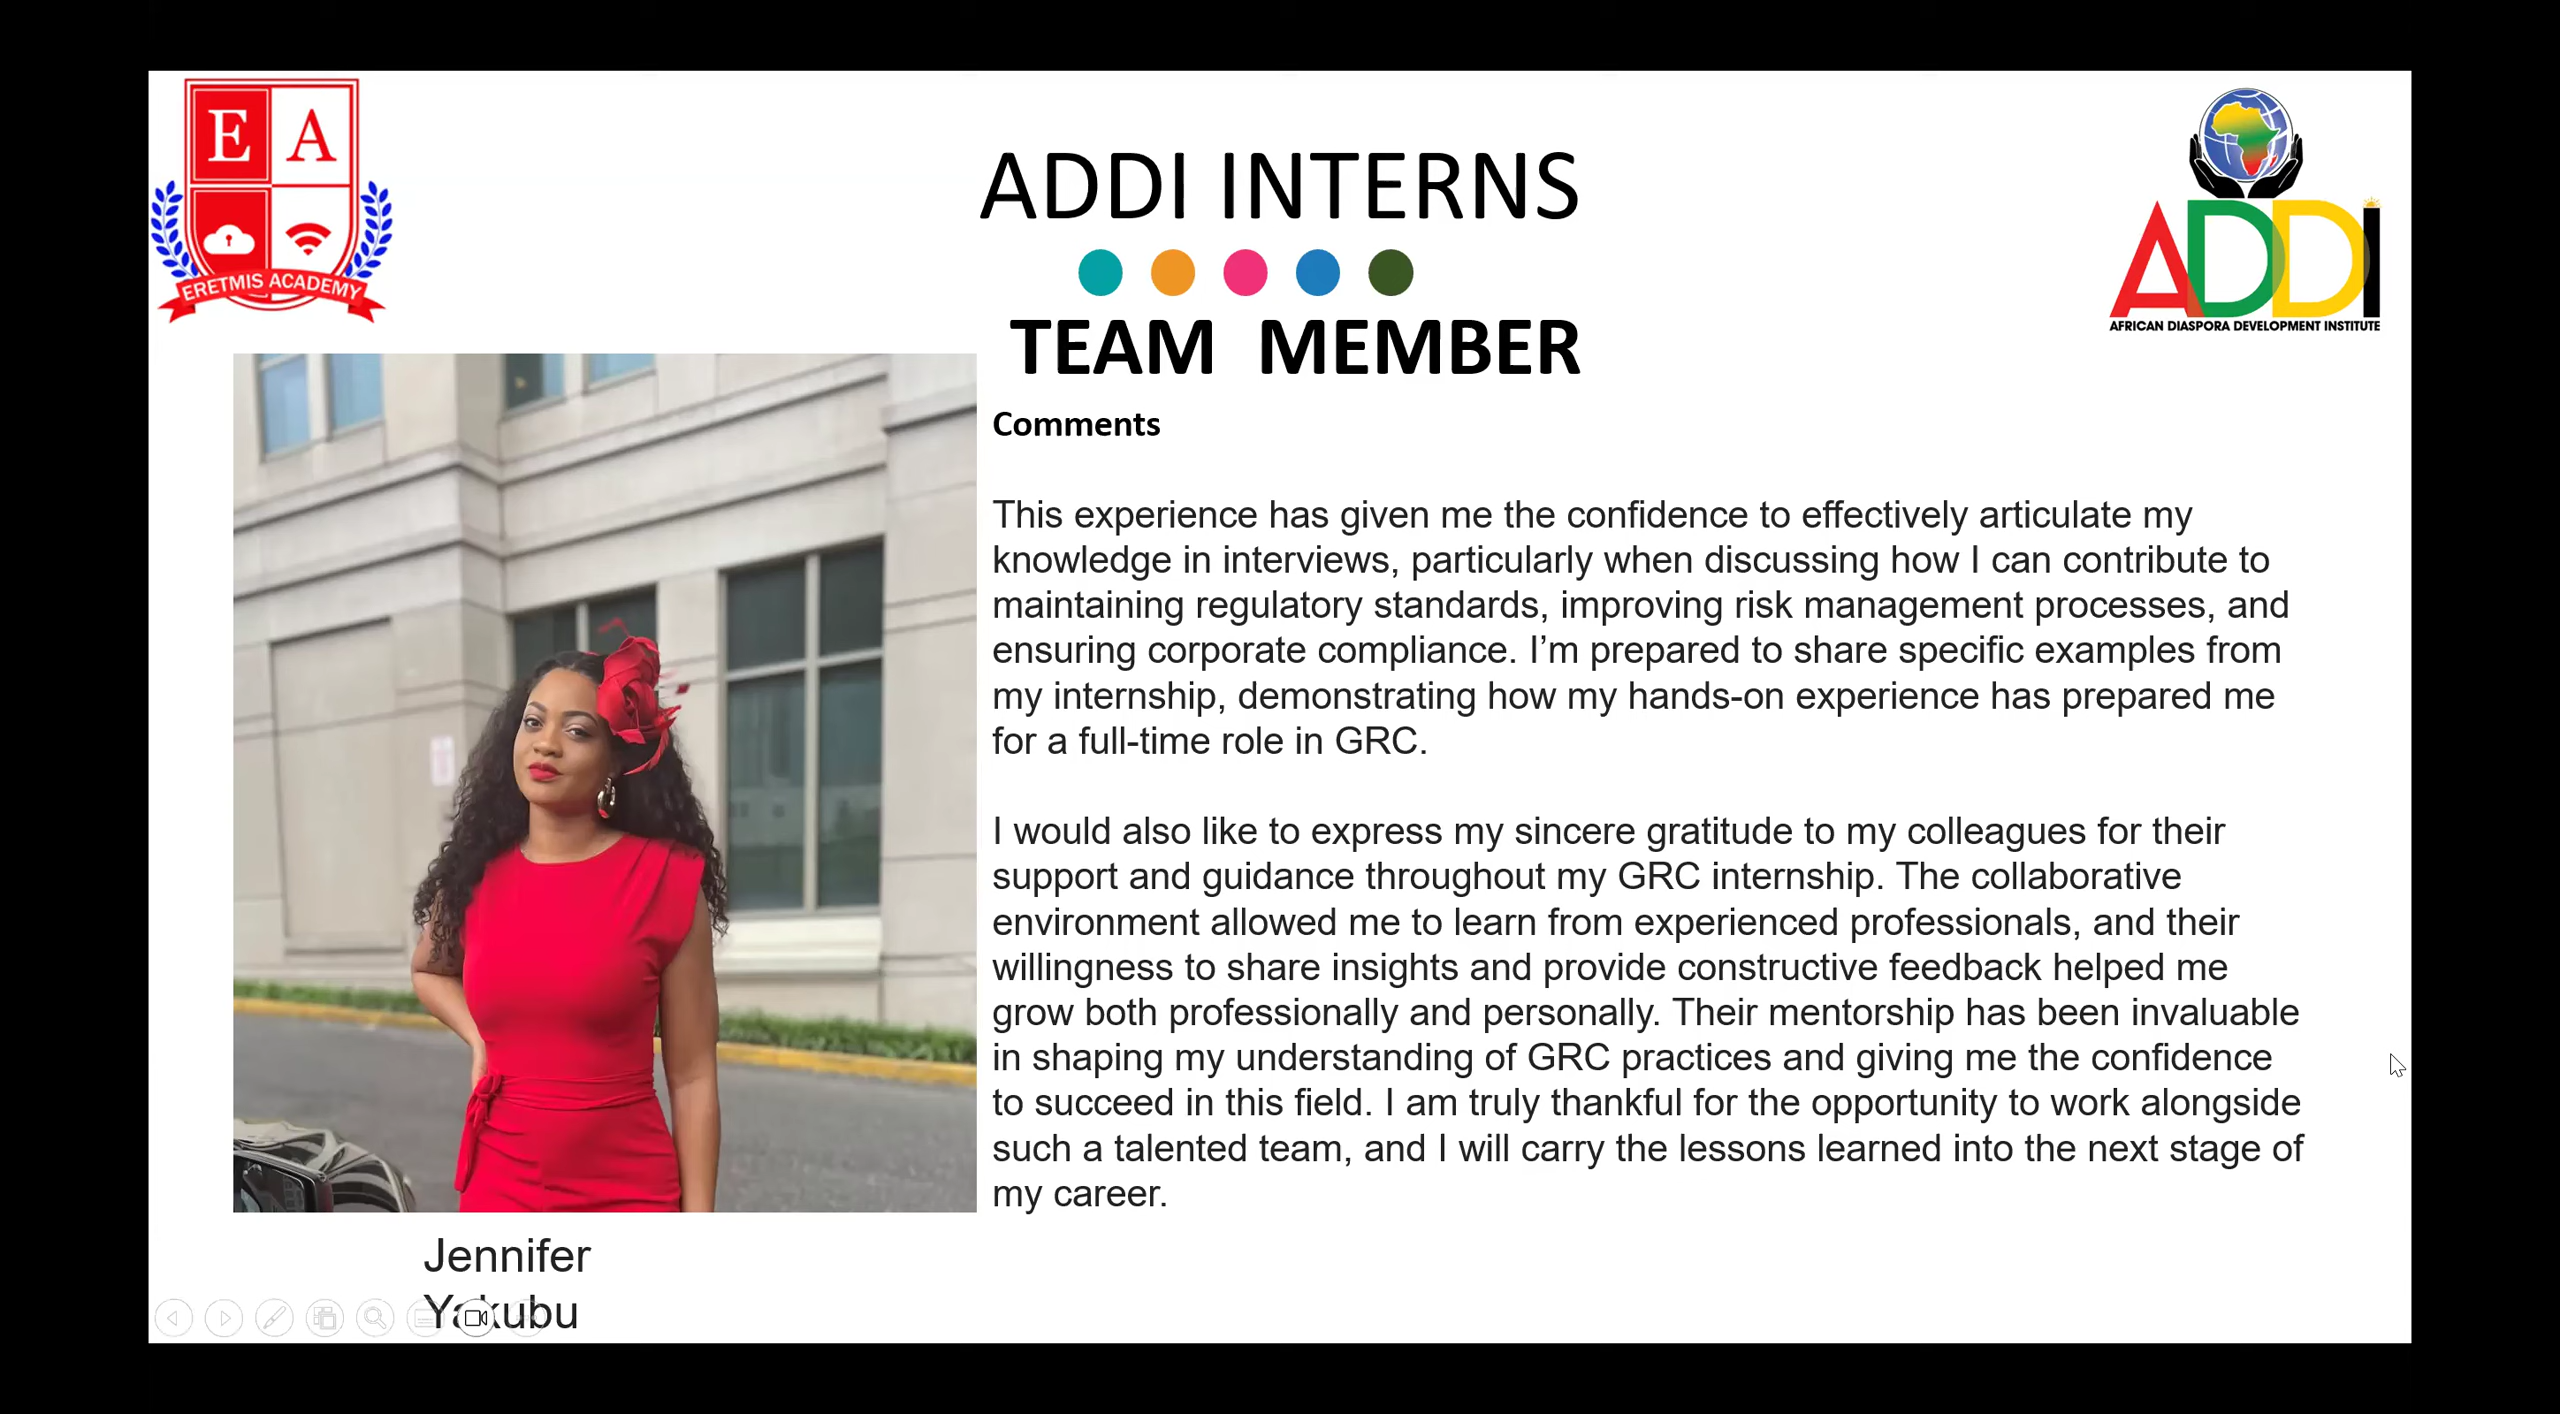 E A
ERETMIS ACADEMY
ADDI INTERNS
ADDI
AFRICAN DIASPORA DEVELOPMENT INSTITUTE
TEAM MEMBER
Comments
This experience has given me the confidence to effectively articulate my
knowledge in interviews, particularly when discussing how I can contribute to
maintaining regulatory standards, improving risk management processes, and
ensuring corporate compliance. I’m prepared to share specific examples from
my internship, demonstrating how my hands-on experience has prepared me
for a full-time role in GRC.
I would also like to express my sincere gratitude to my colleagues for their
support and guidance throughout my GRC internship. The collaborative
environment allowed me to learn from experienced professionals, and their
willingness to share insights and provide constructive feedback helped me
grow both professionally and personally. Their mentorship has been invaluable
in shaping my understanding of GRC practices and giving me the confidence
to succeed in this field. I am truly thankful for the opportunity to work alongside
such a talented team, and I will carry the lessons learned into the next stage of
my career.
Jennifer
Yakubu